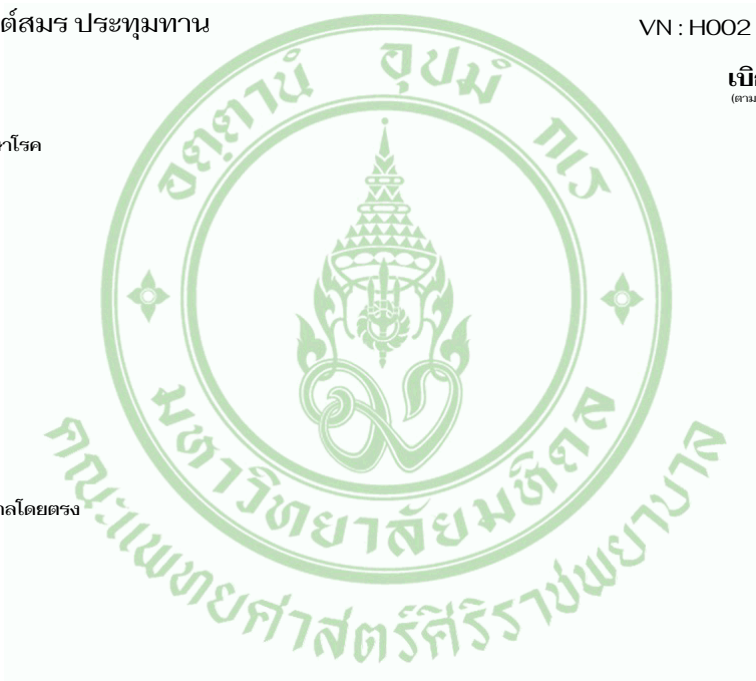 ต์สมร ประทุมทาน
VN : H002
เบิก
(ตาม
าโรค
อตฺตานํ อุปมํ กเร
มหาวิทยาลัยมหิดล
ลโดยตรง
คณะแพทยศาสตร์ศิริราชพยาบาล